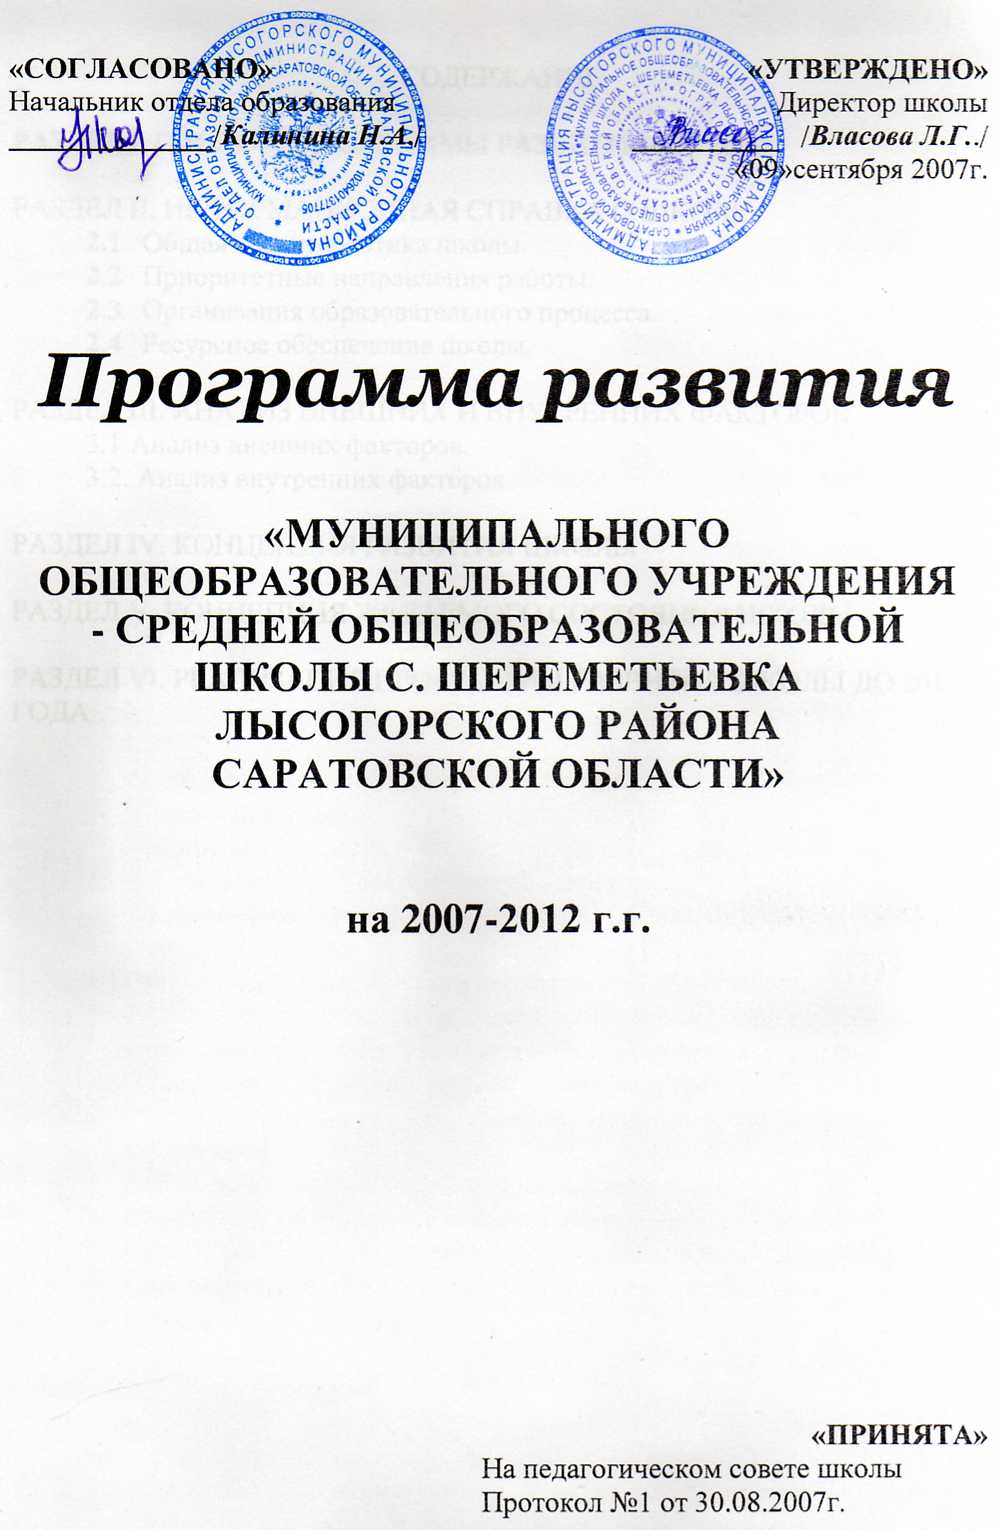 «СОГЛАСОВАНО»
Начальник отдела образования
/Калинина Н.А./
«УТВЕРЖДЕНО»
Директор школы
/Власова Л.Г../
«09»сентября 2007г.
Программа развития
«МУНИЦИПАЛЬНОГО
ОБЩЕОБРАЗОВАТЕЛЬНОГО УЧРЕЖДЕНИЯ
- СРЕДНЕЙ ОБЩЕОБРАЗОВАТЕЛЬНОЙ
ШКОЛЫ С. ШЕРЕМЕТЬЕВКА
ЛЫСОГОРСКОГО РАЙОНА
САРАТОВСКОЙ ОБЛАСТИ»
на 2007-2012 г.г.
«ПРИНЯТА»
На педагогическом совете школы
Протокол №1 от 30.08.2007г.